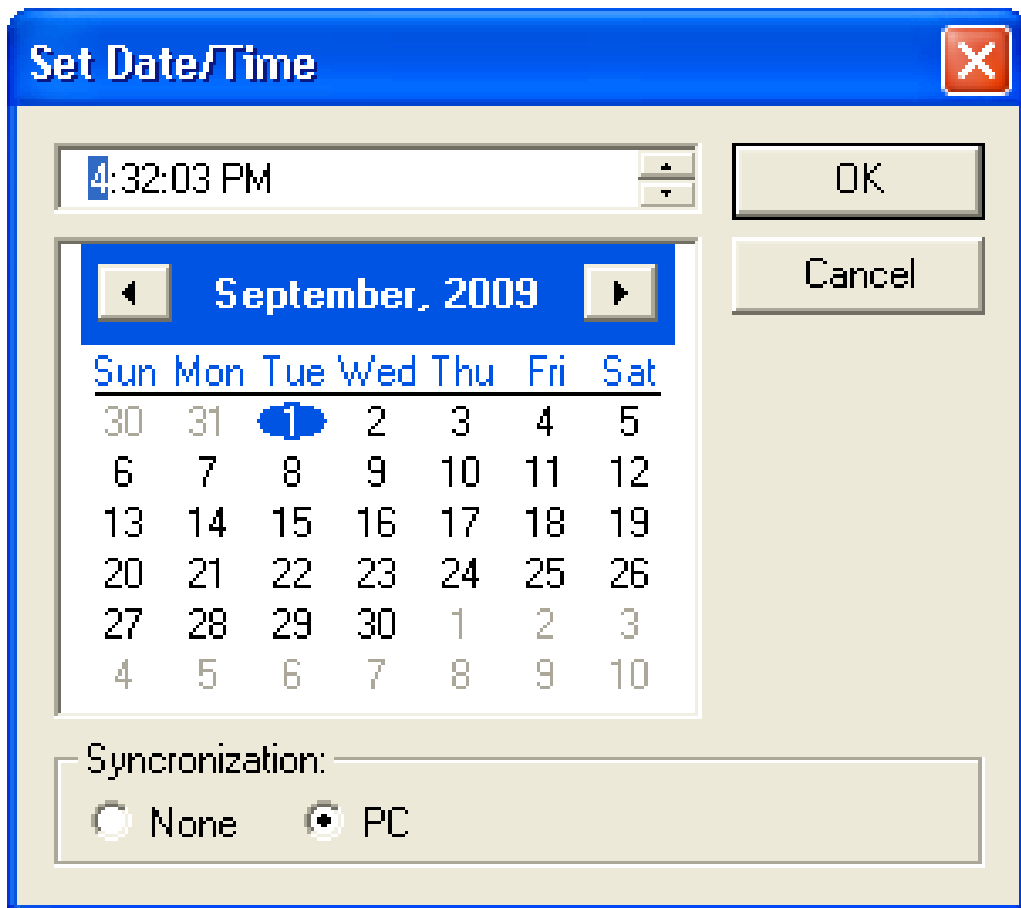 Set Date/Time
4:32:03 PM
OK
Cancel
September, 2009
Sun Mon Tue Wed Thu Fri Sat
30 31 1 2 3 4 5
6 7 8 9 10 11 12
13 14 15 16 17 18 19
20 21 22 23 24 25 26
27 28 29 30 1 2 3
4 5 6 7 8 9 10
Syncronization:
None PC